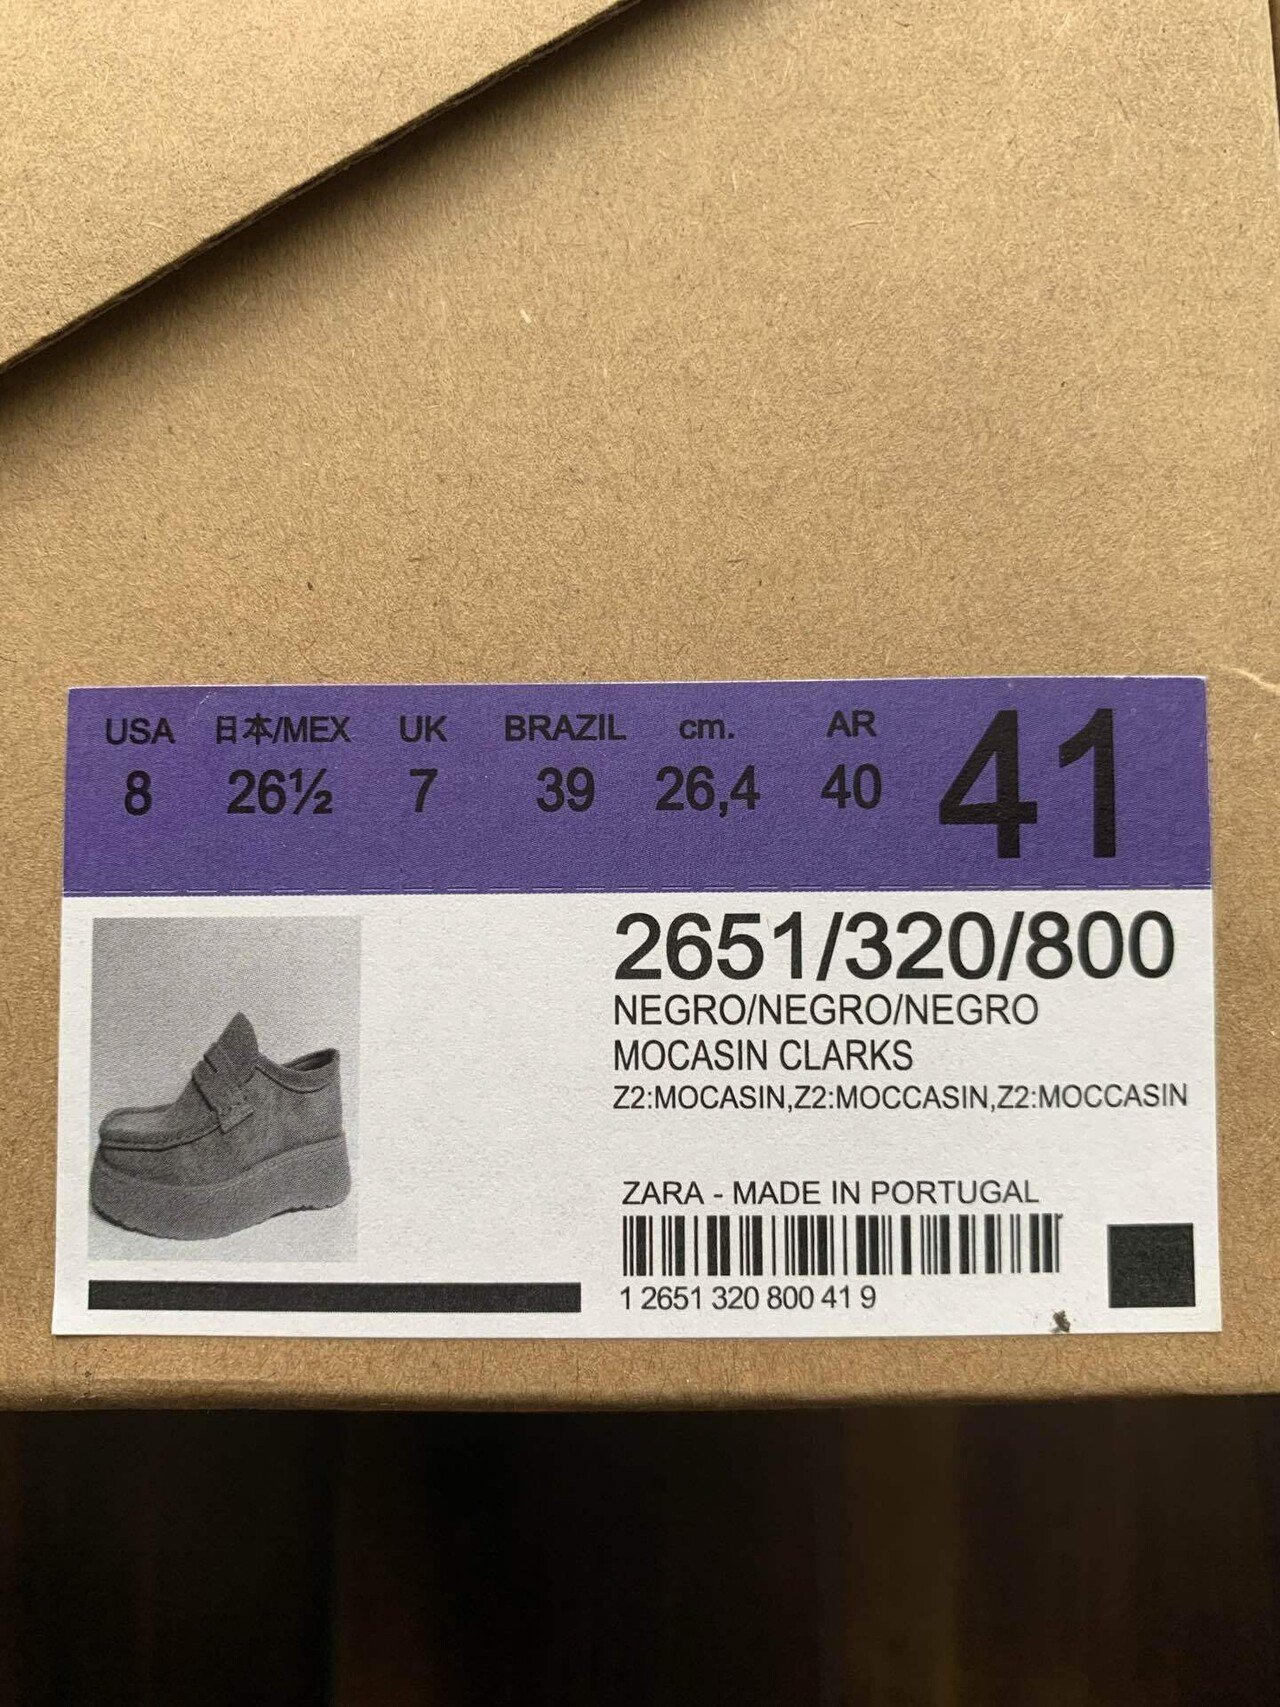 USA 日本/MEX UK BRAZIL cm. AR
8 26½ 7 39 26,4 40 41
2651/320/800
NEGRO/NEGRO/NEGRO
MOCASIN CLARKS
Z2:MOCASIN,Z2:MOCCASIN,Z2:MOCCASIN
ZARA - MADE IN PORTUGAL
1 2651 320 800 41 9